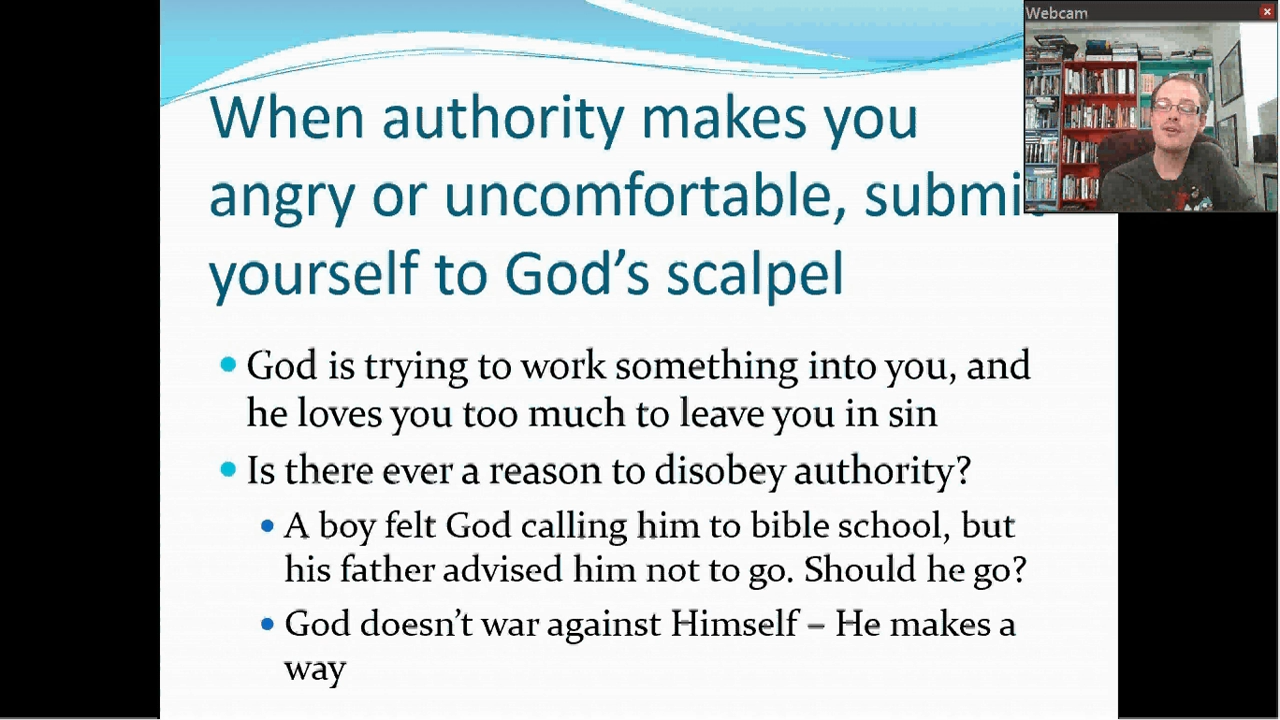 Webcam
When authority makes you
angry or uncomfortable, submit
yourself to God's scalpel
God is trying to work something into you, and
he loves you too much to leave you in sin
Is there ever a reason to disobey authority?
A boy felt God calling him to bible school, but
his father advised him not to go. Should he go?
God doesn't war against Himself – He makes a
way